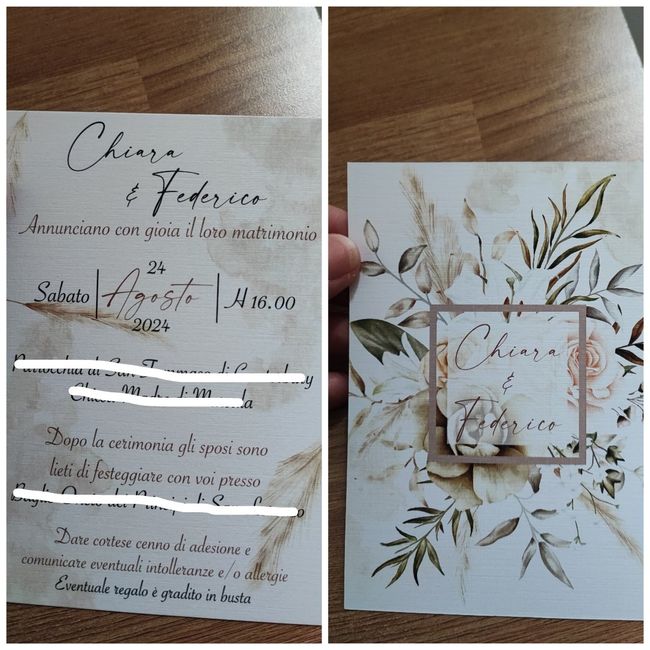 Chiara
& Federico
Annunciano con gioia il loro matrimonio
24
Sabato | Agosto | H 16.00
2024
Dopo la cerimonia gli sposi sono
lieti di festeggiare con voi presso
Dare cortese cenno di adesione e
comunicare eventuali intolleranze e/o allergie
Eventuale regalo è gradito in busta
Chiara
&
Federico